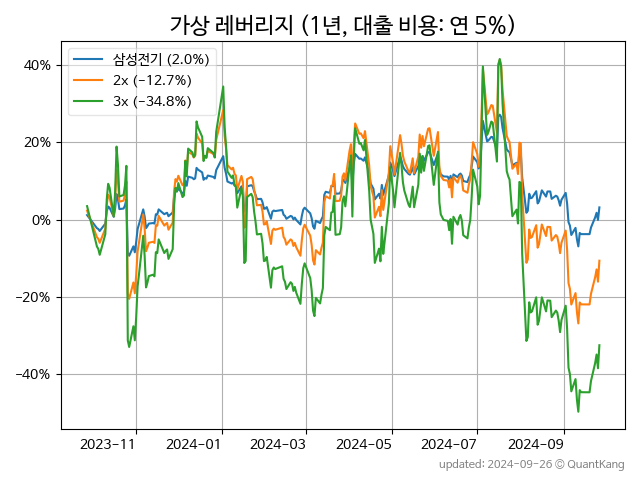 가상 레버리지 (1년, 대출 비용: 연 5%)
삼성전기 (2.0%)
2x (−12.7%)
3x (−34.8%)
40%
20%
0%
−20%
−40%
2023-11 2024-01 2024-03 2024-05 2024-07 2024-09
updated: 2024-09-26 ⓒ QuantKang